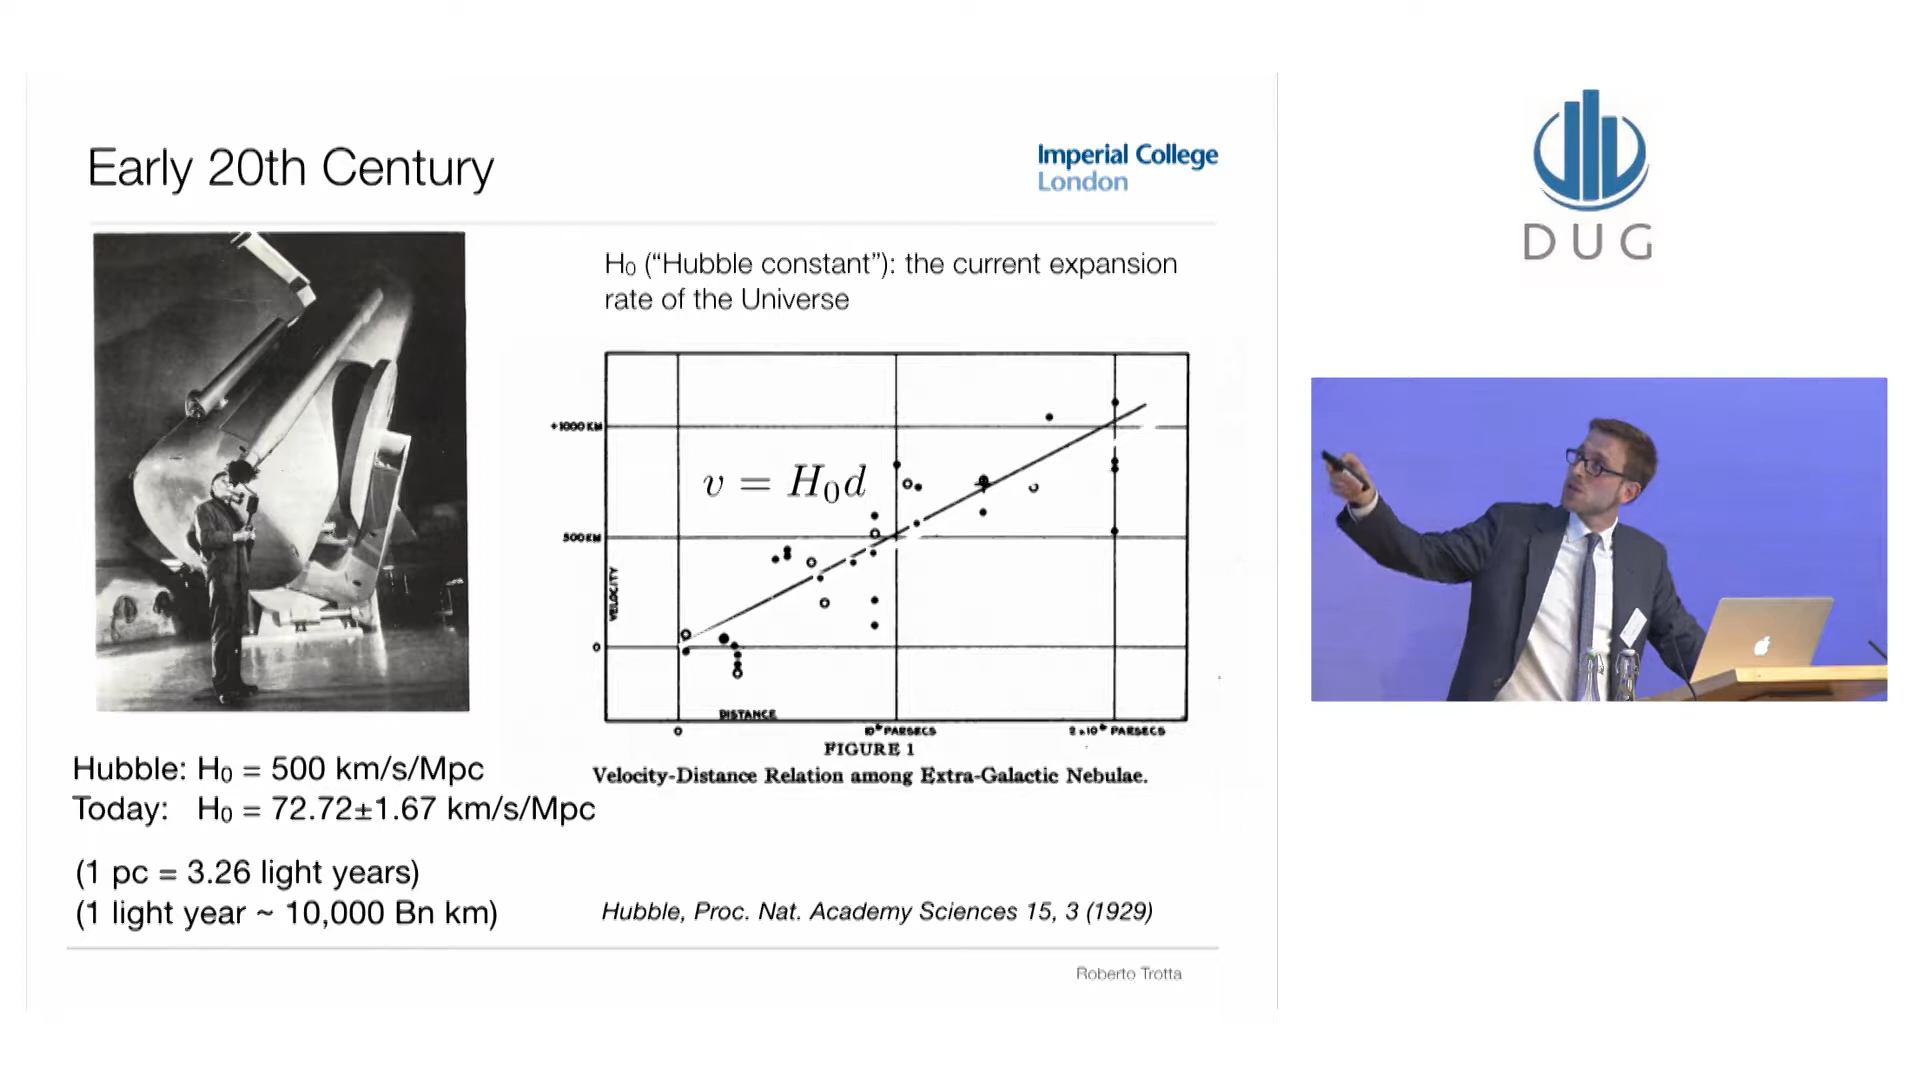 Early 20th Century
Imperial College
London
H₀ (“Hubble constant”): the current expansion
rate of the Universe
+1000 KM
v = H₀d
500 KM
VELOCITY
0
DISTANCE
0
10⁶ PARSECS
2×10⁶ PARSECS
FIGURE 1
Velocity-Distance Relation among Extra-Galactic Nebulae.
Hubble: H₀ = 500 km/s/Mpc
Today: H₀ = 72.72±1.67 km/s/Mpc
(1 pc = 3.26 light years)
(1 light year ~ 10,000 Bn km)
Hubble, Proc. Nat. Academy Sciences 15, 3 (1929)
Roberto Trotta
DUG